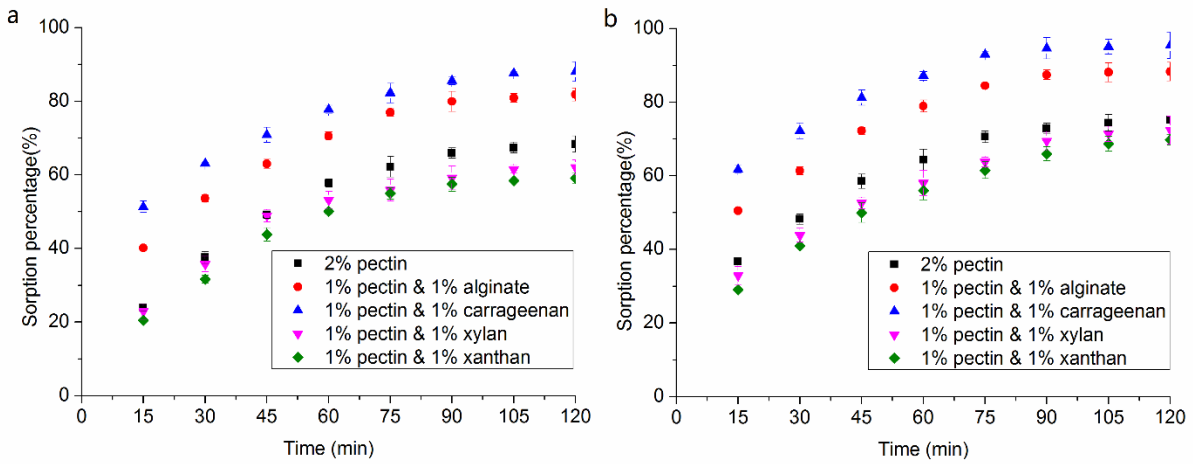 a
Sorption percentage(%)
100
80
60
40
20
0
2% pectin
1% pectin & 1% alginate
1% pectin & 1% carrageenan
1% pectin & 1% xylan
1% pectin & 1% xanthan
0 15 30 45 60 75 90 105 120
Time (min)
b
Sorption percentage(%)
100
80
60
40
20
0
2% pectin
1% pectin & 1% alginate
1% pectin & 1% carrageenan
1% pectin & 1% xylan
1% pectin & 1% xanthan
0 15 30 45 60 75 90 105 120
Time (min)